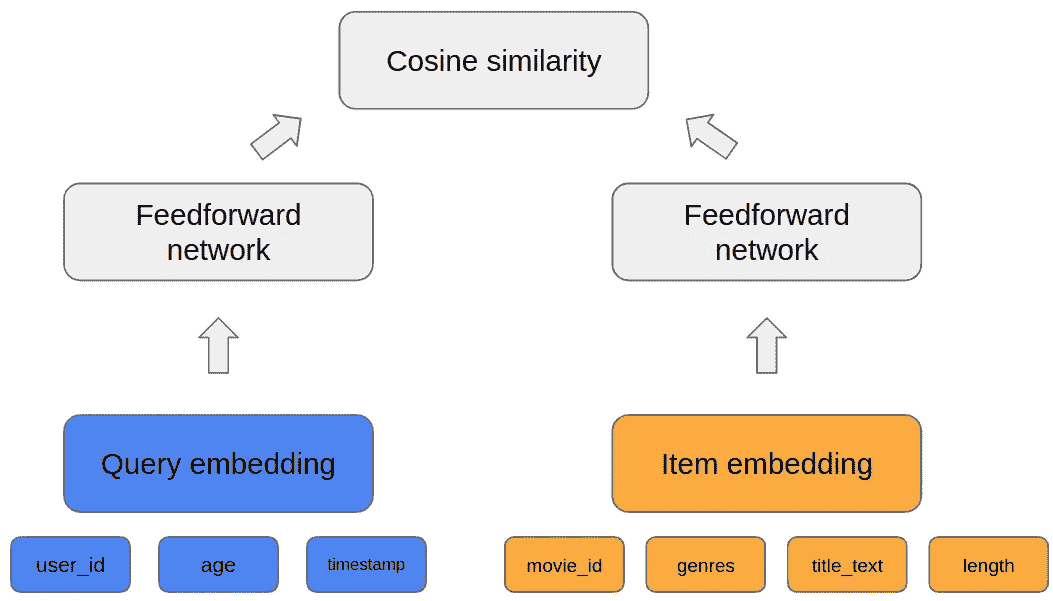 Cosine similarity
Feedforward
network
Feedforward
network
Query embedding
Item embedding
user_id
age
timestamp
movie_id
genres
title_text
length